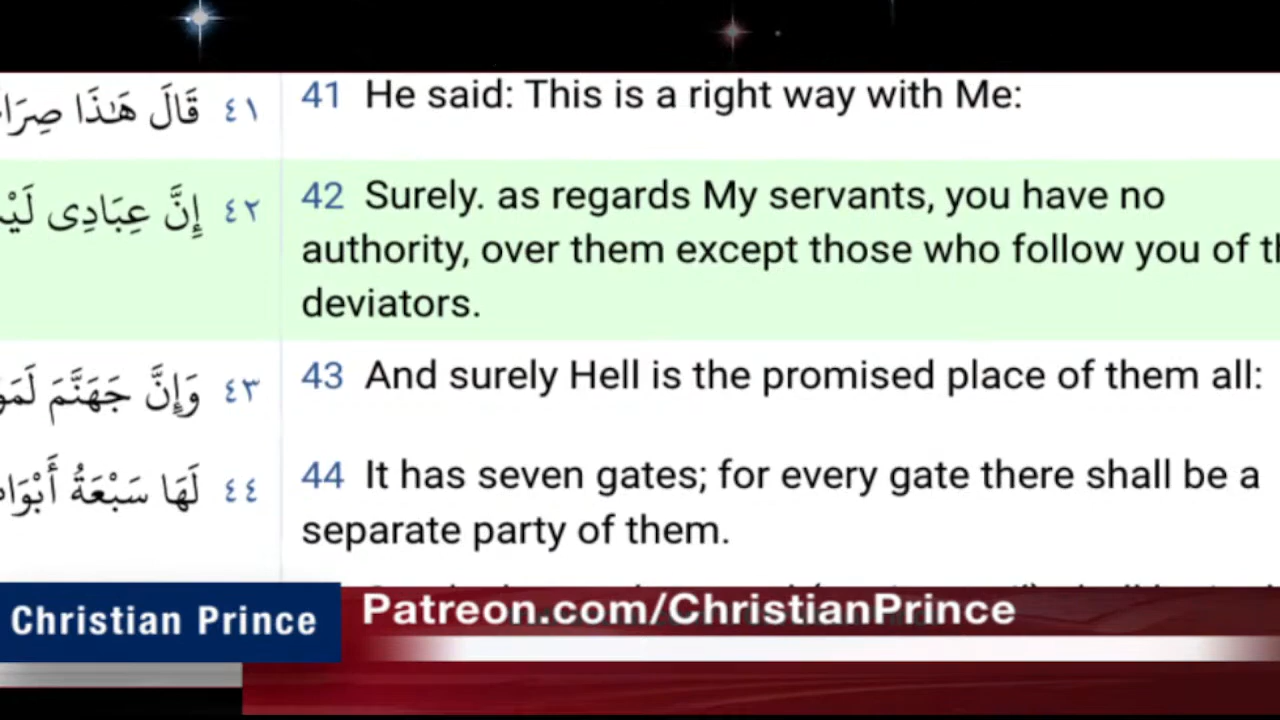 ٤١ قَالَ هَـٰذَا
41 He said: This is a right way with Me:
٤٢ إِنَّ عِبَادِى
42 Surely. as regards My servants, you have no
authority, over them except those who follow you of
deviators.
٤٣ وَإِنَّ جَهَنَّمَ
43 And surely Hell is the promised place of them all:
٤٤ لَهَا سَبْعَةُ
44 It has seven gates; for every gate there shall be a
separate party of them.
Christian Prince
Patreon.com/ChristianPrince